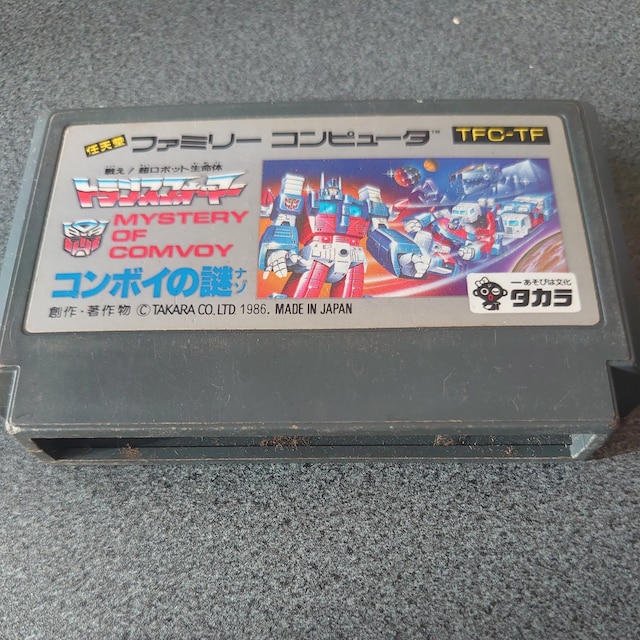 任天堂 ファミリー コンピュータ™ TFC-TF
戦え!超ロボット生命体
トランスフォーマー
MYSTERY
OF
COMVOY
コンボイの謎ナゾ
創作・著作物 ©TAKARA CO.,LTD. 1986. MADE IN JAPAN
あそびは文化
タカラ